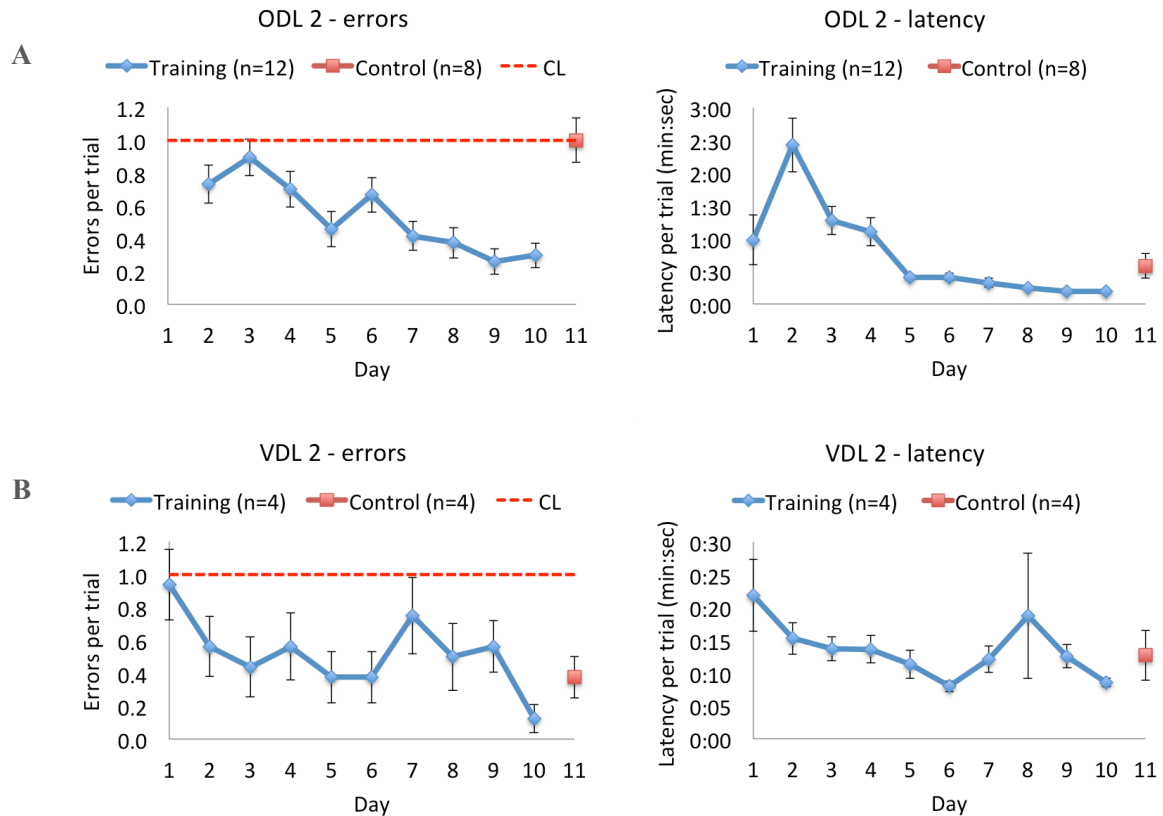 A
ODL 2 - errors
Training (n=12) Control (n=8) CL
Errors per trial
1.2
1.0
0.8
0.6
0.4
0.2
0.0
1 2 3 4 5 6 7 8 9 10 11
Day
ODL 2 - latency
Training (n=12) Control (n=8)
Latency per trial (min:sec)
3:00
2:30
2:00
1:30
1:00
0:30
0:00
1 2 3 4 5 6 7 8 9 10 11
Day
B
VDL 2 - errors
Training (n=4) Control (n=4) CL
Errors per trial
1.2
1.0
0.8
0.6
0.4
0.2
0.0
1 2 3 4 5 6 7 8 9 10 11
Day
VDL 2 - latency
Training (n=4) Control (n=4)
Latency per trial (min:sec)
0:30
0:25
0:20
0:15
0:10
0:05
0:00
1 2 3 4 5 6 7 8 9 10 11
Day